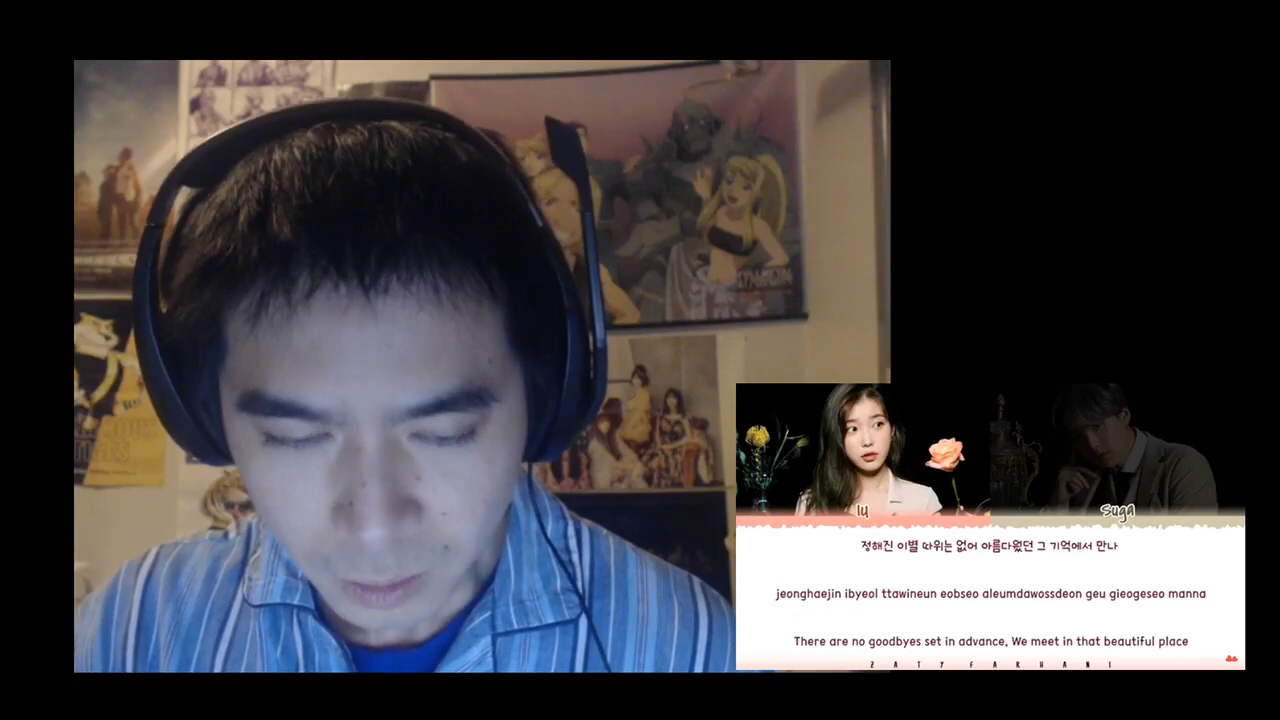 IU
Suga
정해진 이별 따위는 없어 아름다웠던 그 기억에서 만나
jeonghaejin ibyeol ttawineun eobseo aleumdawossdeon geu gieogeseo manna
There are no goodbyes set in advance, We meet in that beautiful place
ZATY FARHANI